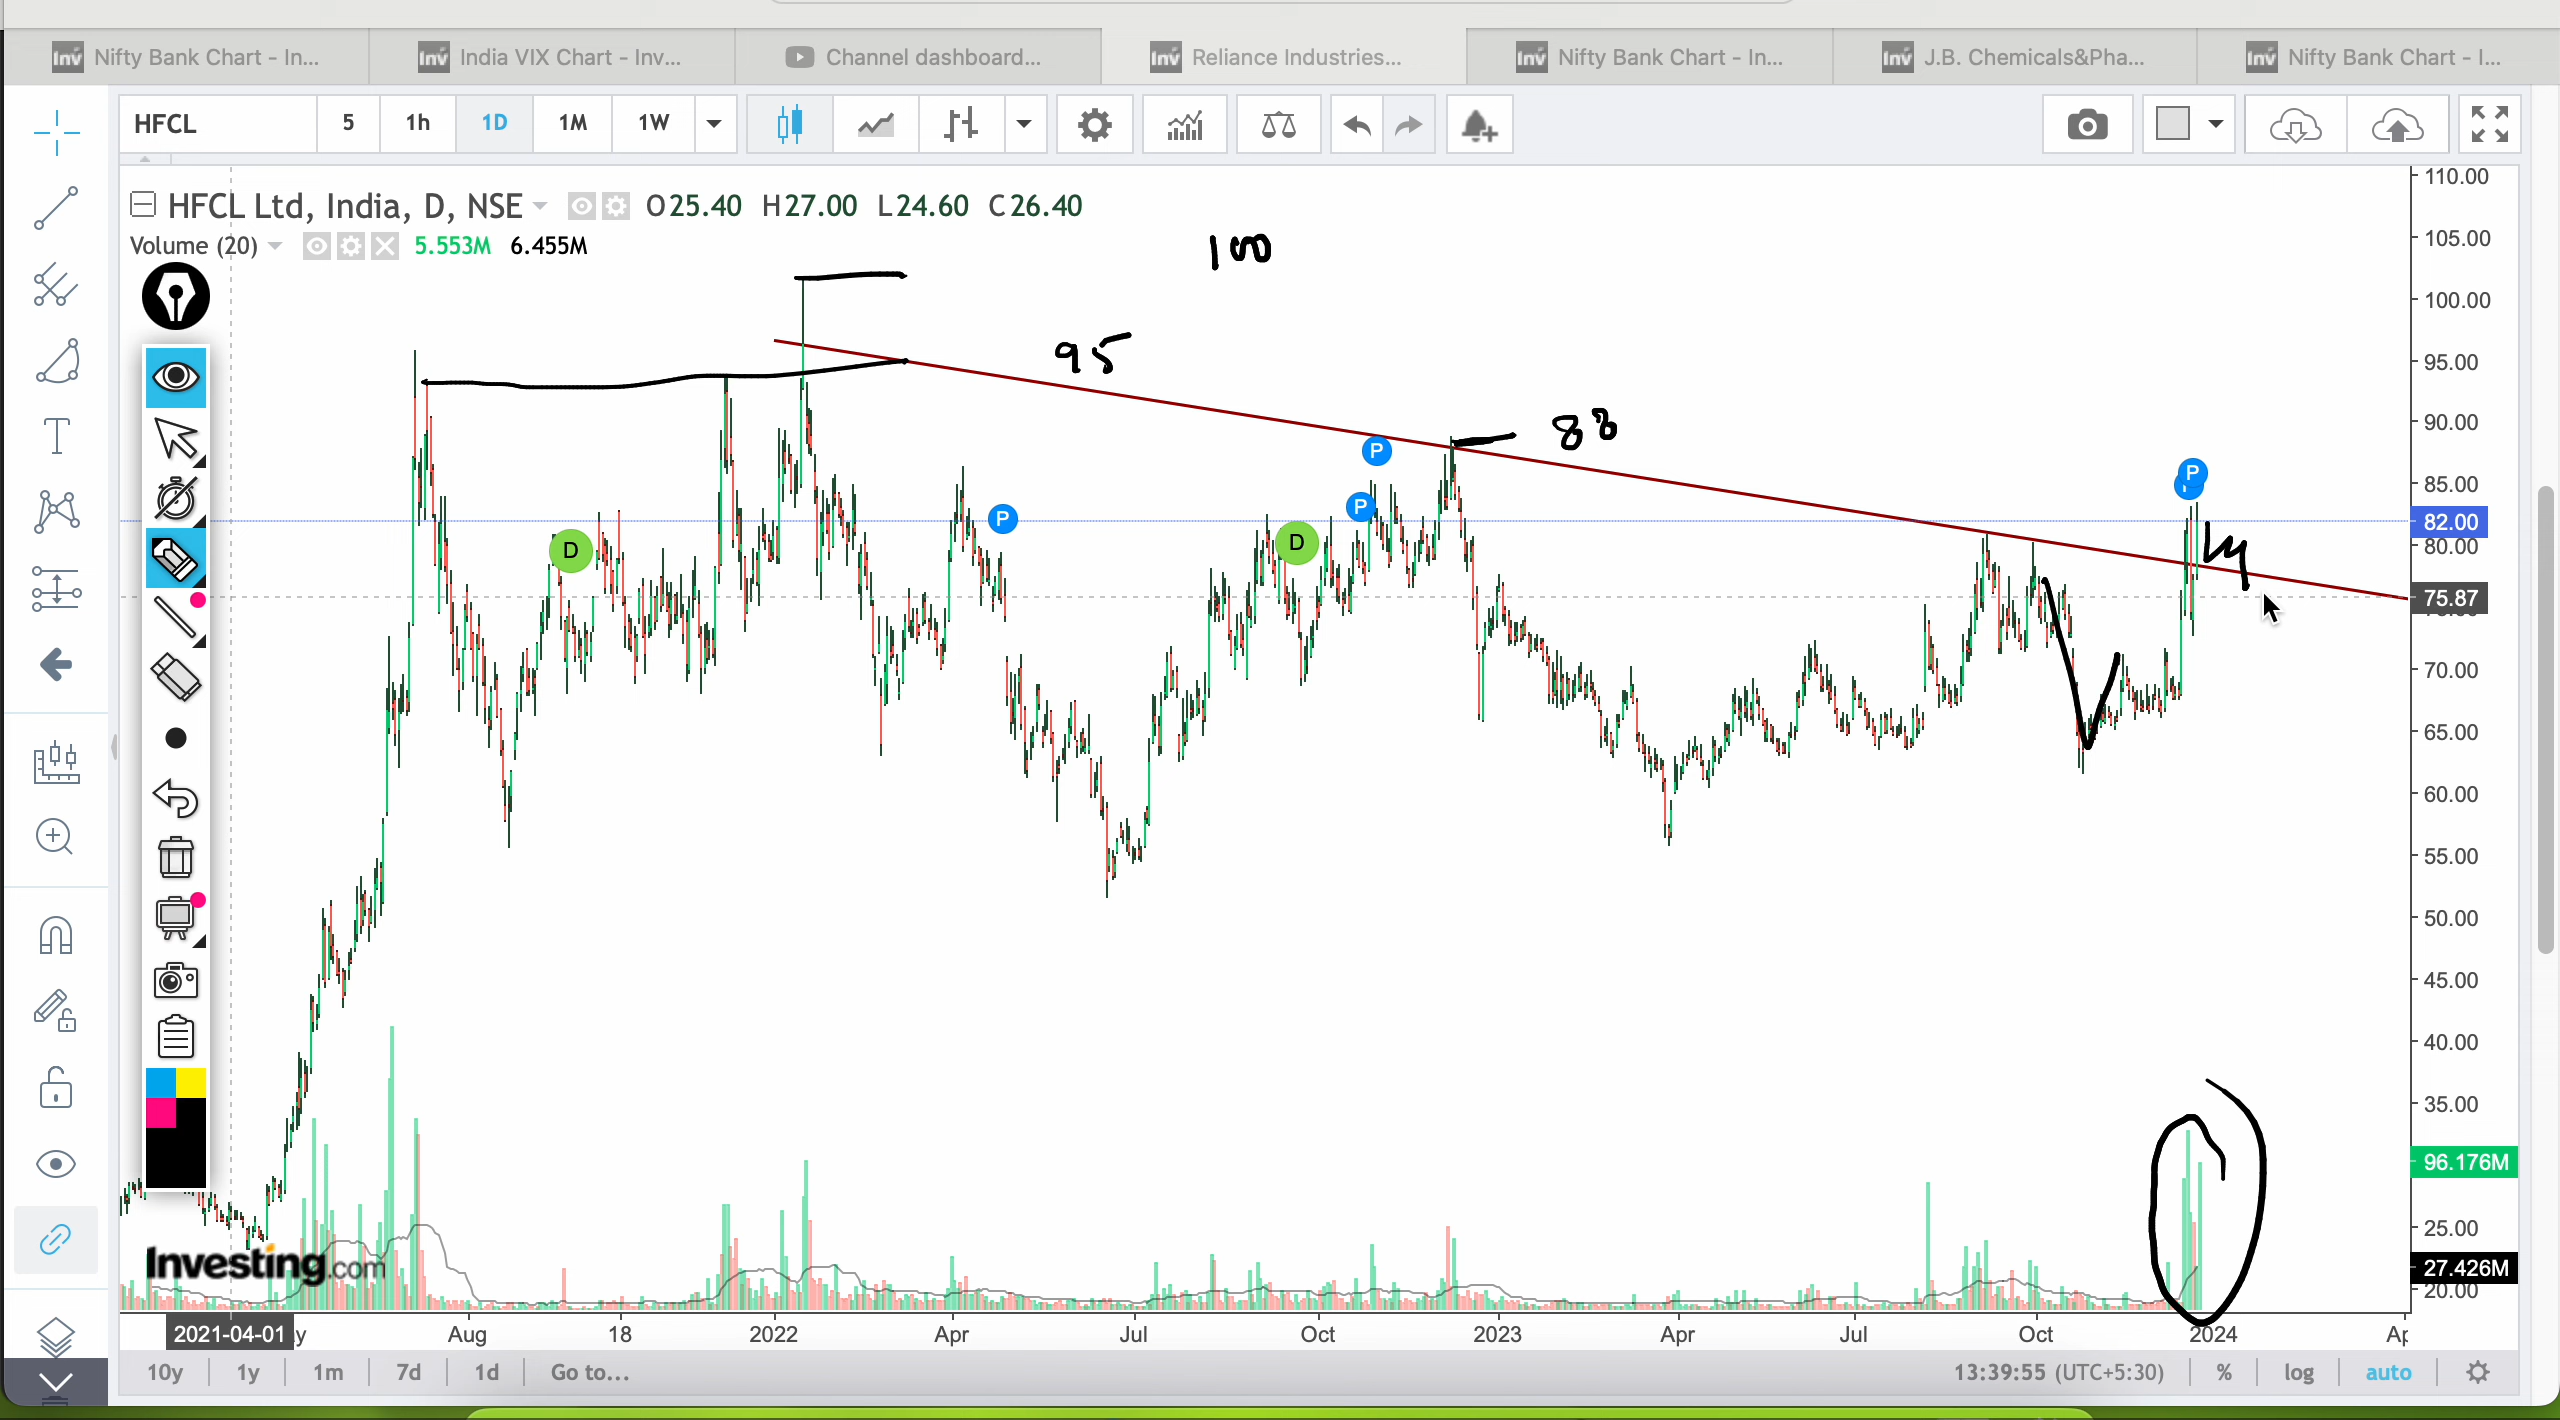 Nifty Bank Chart - In...
India VIX Chart - Inv...
Channel dashboard...
Reliance Industries...
Nifty Bank Chart - In...
J.B. Chemicals&Pha...
Nifty Bank Chart - I...
HFCL 5 1h 1D 1M 1W
HFCL Ltd, India, D, NSE O25.40 H27.00 L24.60 C26.40
Volume (20) 5.553M 6.455M
100
95
88
D P D P P P
110.00
105.00
100.00
95.00
90.00
85.00
82.00
80.00
75.87
70.00
65.00
60.00
55.00
50.00
45.00
40.00
35.00
96.176M
25.00
27.426M
20.00
Investing.com
2021-04-01 Aug 18 2022 Apr Jul Oct 2023 Apr Jul Oct 2024
10y 1y 1m 7d 1d Go to... 13:39:55 (UTC+5:30) % log auto